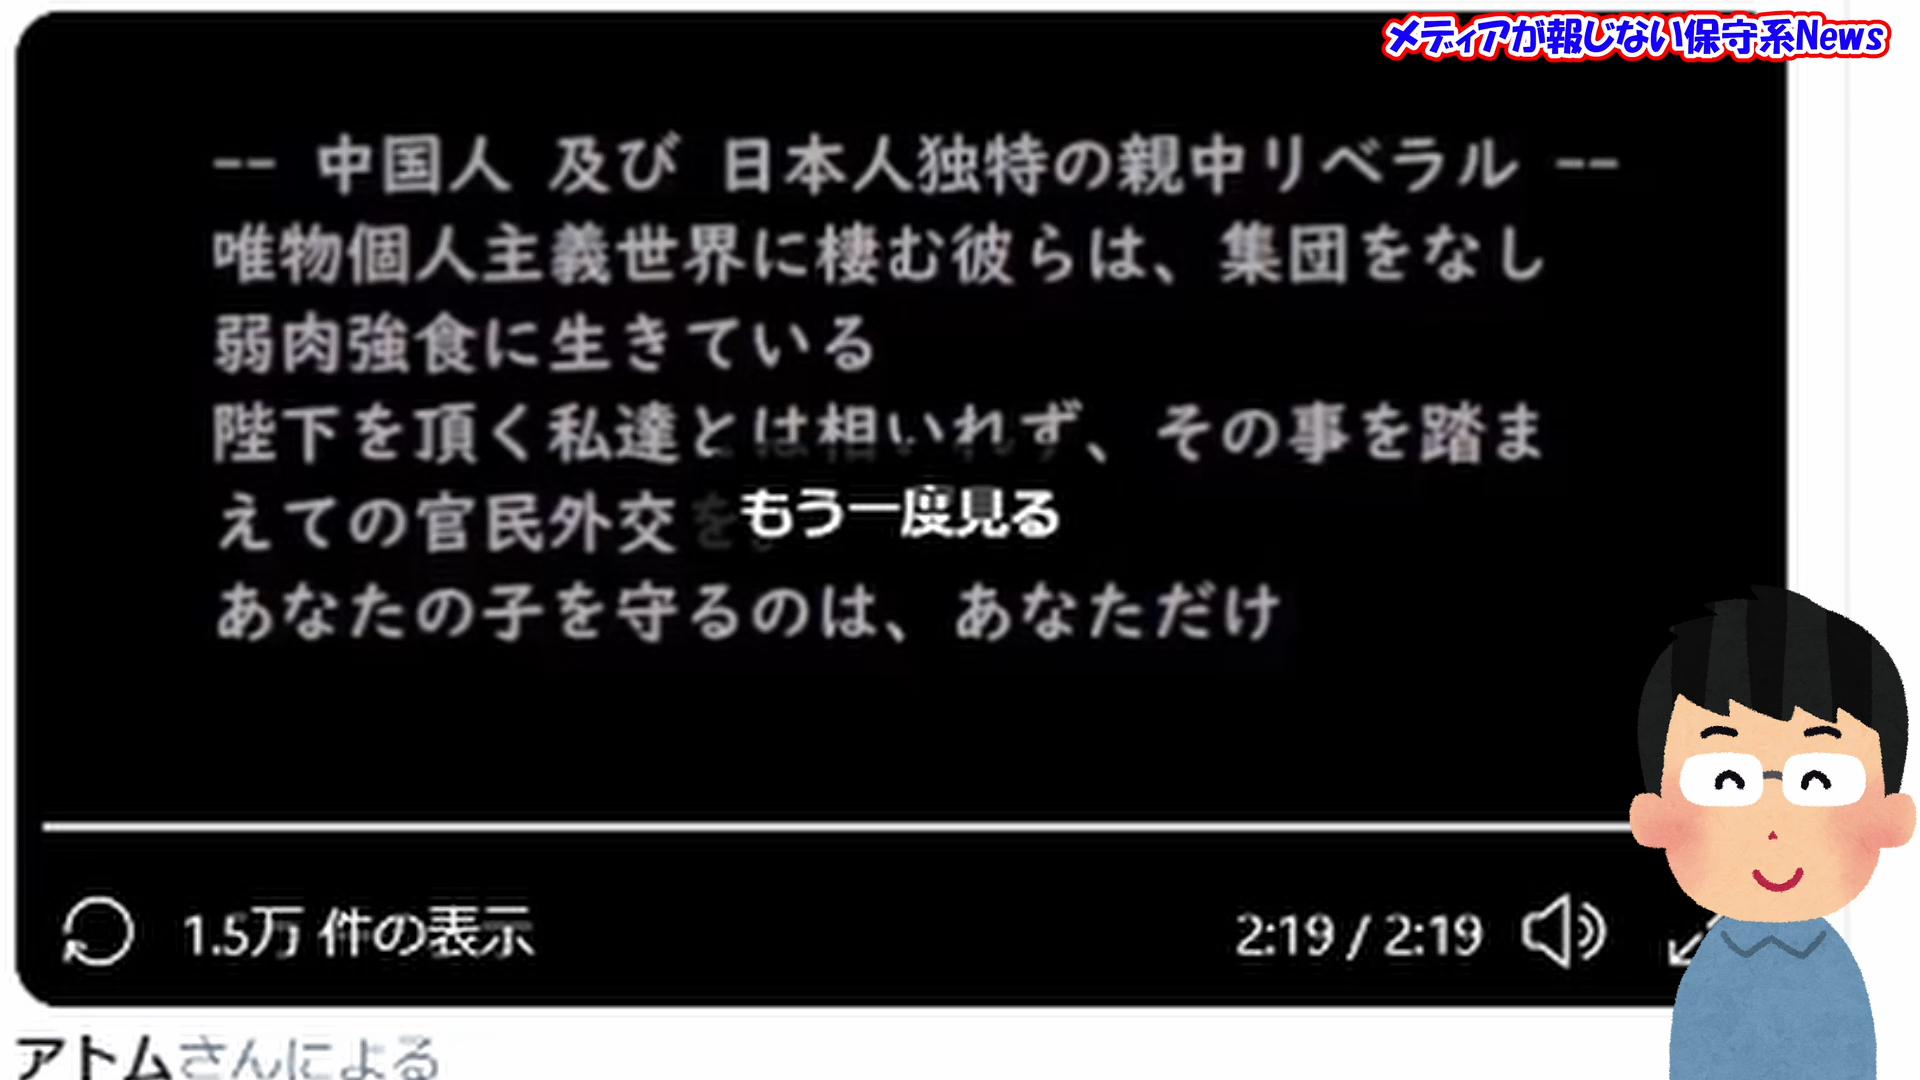 メディアが報じない保守系News
-- 中国人 及び 日本人独特の親中リベラル --
唯物個人主義世界に棲む彼らは、集団をなし
弱肉強食に生きている
陛下を頂く私達とは相いれず、その事を踏ま
えての官民外交を
もう一度見る
あなたの子を守るのは、あなただけ
1.5万 件の表示
2:19 / 2:19
アトムさんによる